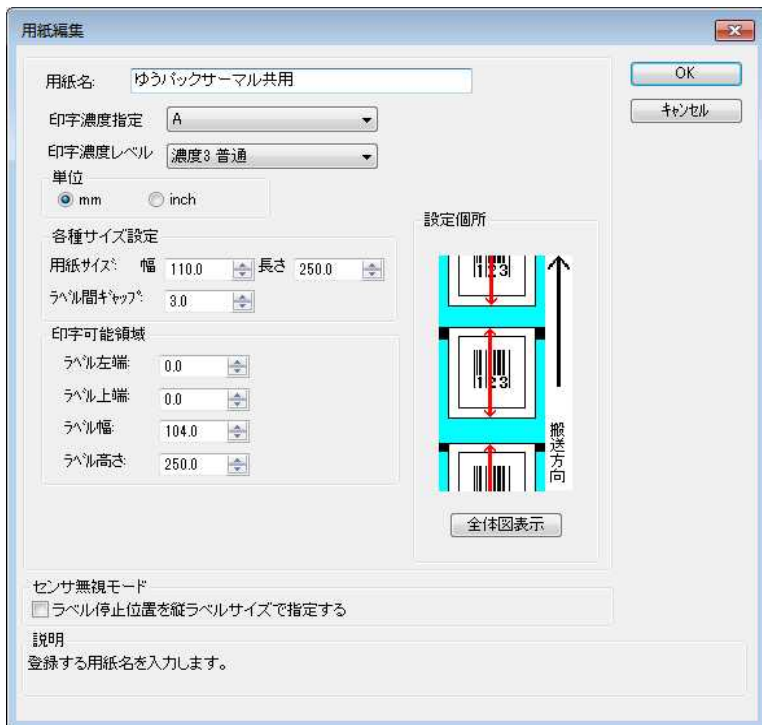 用紙編集
用紙名: ゆうパックサーマル共用
OK
キャンセル
印字濃度指定 A
印字濃度レベル 濃度3 普通
単位
mm inch
各種サイズ設定
用紙サイズ: 幅 110.0 長さ 250.0
ラベル間ギャップ: 3.0
印字可能領域
ラベル左端: 0.0
ラベル上端: 0.0
ラベル幅: 104.0
ラベル高さ: 250.0
設定個所
123
123
搬送方向
全体図表示
センサ無視モード
ラベル停止位置を縦ラベルサイズで指定する
説明
登録する用紙名を入力します。